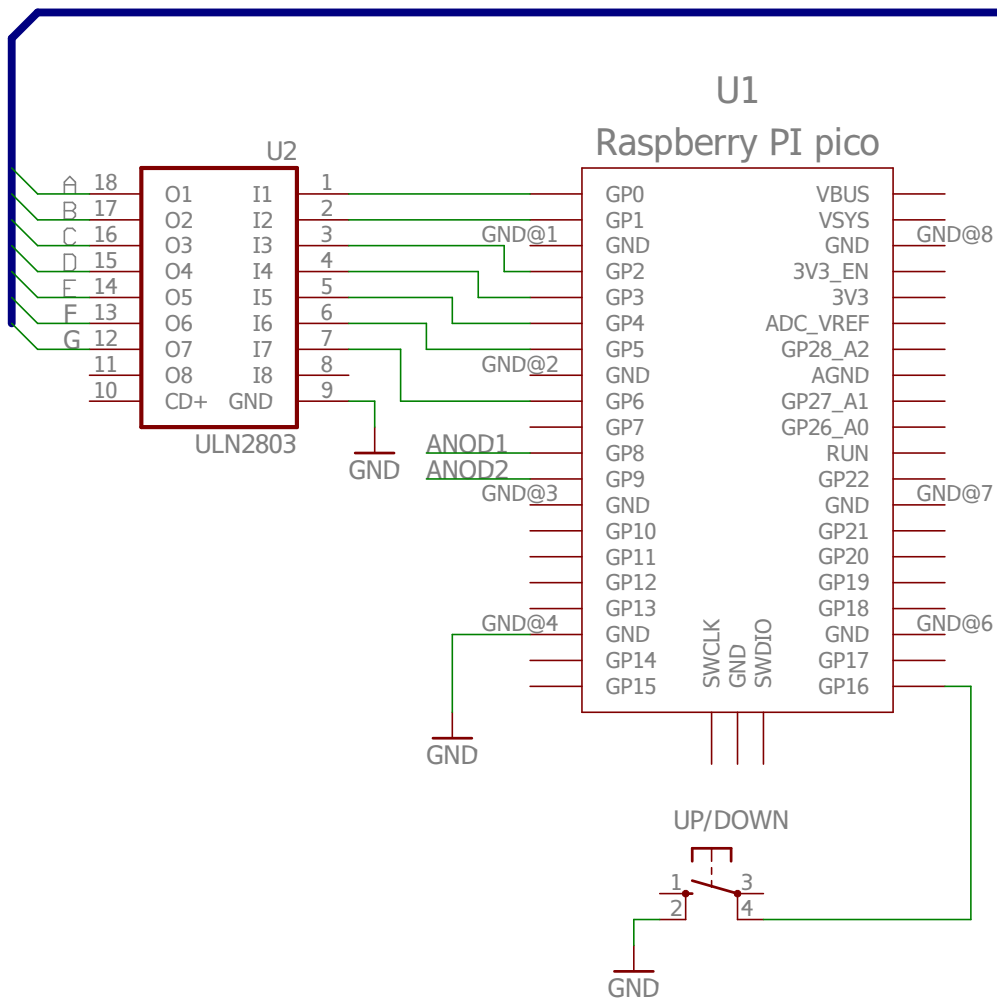 U1
Raspberry PI pico
U2
A 18 O1 I1 1 GP0 VBUS
B 17 O2 I2 2 GP1 VSYS
C 16 O3 I3 3 GND@1 GND GND GND@8
D 15 O4 I4 4 GP2 3V3_EN
E 14 O5 I5 5 GP3 3V3
F 13 O6 I6 6 GP4 ADC_VREF
G 12 O7 I7 7 GP5 GP28_A2
11 O8 I8 8 GND@2 GND AGND
10 CD+ GND 9 GP6 GP27_A1
GP7 GP26_A0
ULN2803
GND
ANOD1 GP8 RUN
ANOD2 GP9 GP22
GND@3 GND GND GND@7
GP10 GP21
GP11 GP20
GP12 GP19
GP13 GP18
GND@4 GND GND GND@6
GP14 GP17
GP15 GP16
SWCLK
GND
SWDIO
GND
UP/DOWN
1 3
2 4
GND